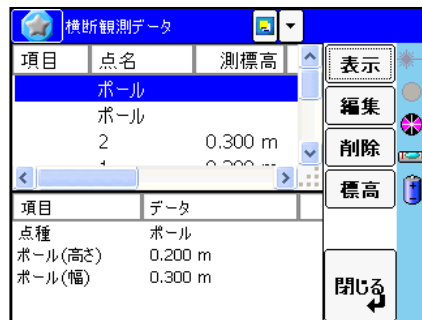 横断観測データ
項目 点名 測標高
ポール
ポール
2 0.300 m
項目 データ
点種 ポール
ポール(高さ) 0.200 m
ポール(幅) 0.300 m
表示
編集
削除
標高
閉じる